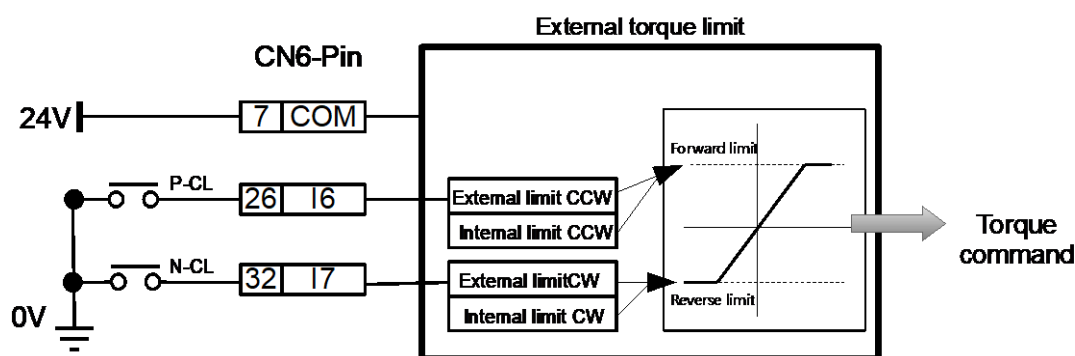 External torque limit
CN6-Pin
24V
7 COM
Forward limit
P-CL
26 I6
External limit CCW
Internal limit CCW
Torque
command
N-CL
32 I7
External limitCW
Internal limit CW
Reverse limit
0V